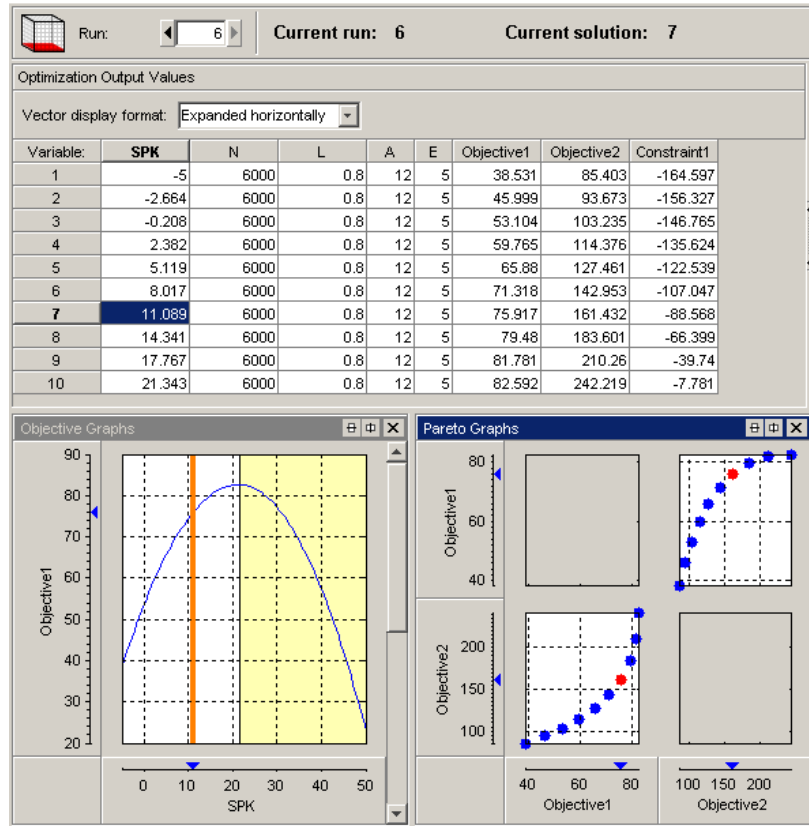 Run: 6 Current run: 6 Current solution: 7
Optimization Output Values
Vector display format: Expanded horizontally
Variable: SPK N L A E Objective1 Objective2 Constraint1
1 -5 6000 0.8 12 5 38.531 85.403 -164.597
2 -2.664 6000 0.8 12 5 45.999 93.673 -156.327
3 -0.208 6000 0.8 12 5 53.104 103.235 -146.765
4 2.382 6000 0.8 12 5 59.765 114.376 -135.624
5 5.119 6000 0.8 12 5 65.88 127.461 -122.539
6 8.017 6000 0.8 12 5 71.318 142.953 -107.047
7 11.089 6000 0.8 12 5 75.917 161.432 -88.568
8 14.341 6000 0.8 12 5 79.48 183.601 -66.399
9 17.767 6000 0.8 12 5 81.781 210.26 -39.74
10 21.343 6000 0.8 12 5 82.592 242.219 -7.781
Objective Graphs
90
80
70
60
50
40
30
20
Objective1
0 10 20 30 40 50
SPK
Pareto Graphs
80
60
40
Objective1
200
150
100
Objective2
40 60 80
Objective1
100 150 200
Objective2